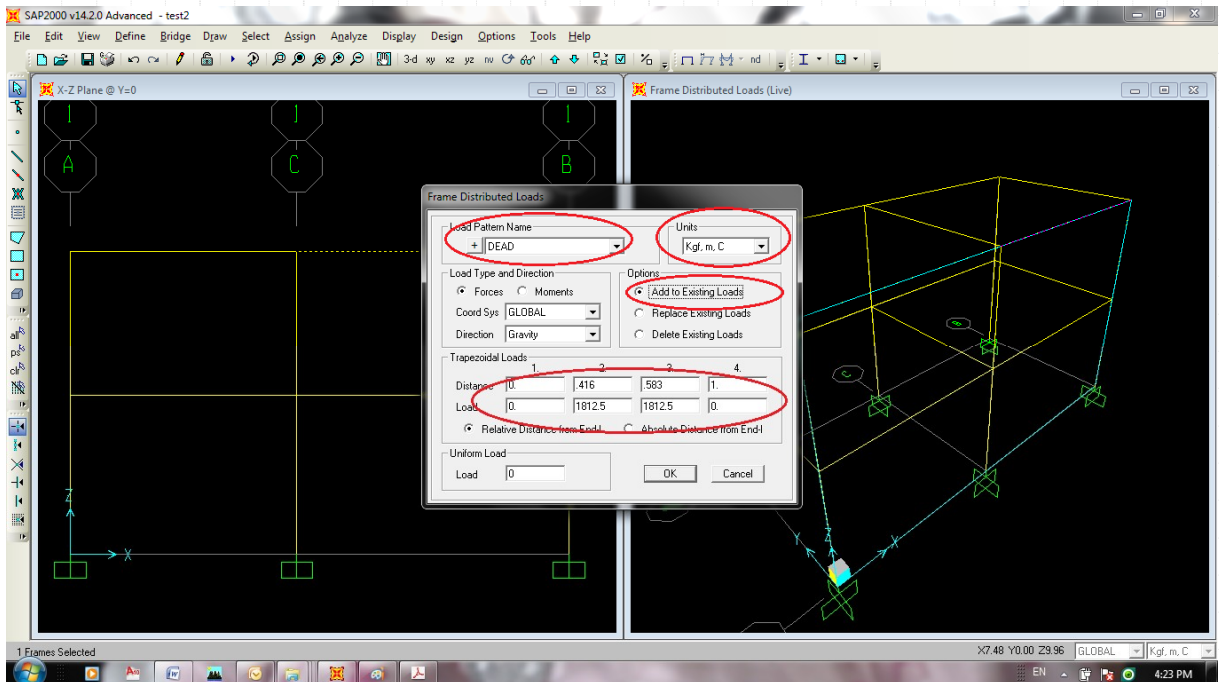 SAP2000 v14.2.0 Advanced - test2
File Edit View Define Bridge Draw Select Assign Analyze Display Design Options Tools Help
3-d xy xz yz nv nd
X-Z Plane @ Y=0
Frame Distributed Loads (Live)
1 1 1
A C B
Z
X
all
ps
clr
Frame Distributed Loads
Load Pattern Name
+ DEAD
Units
Kgf, m, C
Load Type and Direction
Forces Moments
Coord Sys GLOBAL
Direction Gravity
Options
Add to Existing Loads
Replace Existing Loads
Delete Existing Loads
Trapezoidal Loads
1. 2. 3. 4.
Distance 0. .416 .583 1.
Load 0. 1812.5 1812.5 0.
Relative Distance from End-I Absolute Distance from End-I
Uniform Load
Load 0
OK Cancel
B
C
Y Z X
1 Frames Selected
X7.48 Y0.00 Z9.96 GLOBAL Kgf, m, C
EN 4:23 PM